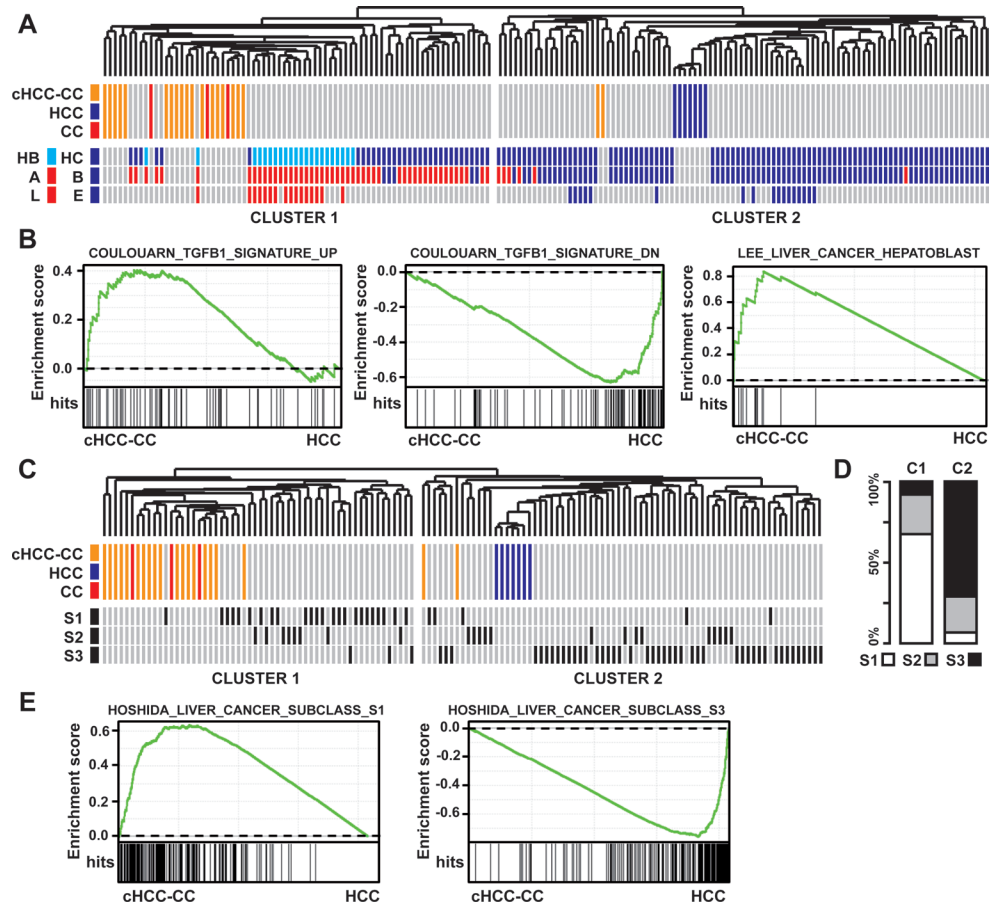 A
cHCC-CC
HCC
CC
HB HC
A B
L E
CLUSTER 1 CLUSTER 2
B
COULOUARN_TGFB1_SIGNATURE_UP
Enrichment score
0.4
0.2
0.0
hits
cHCC-CC HCC
COULOUARN_TGFB1_SIGNATURE_DN
Enrichment score
0.0
-0.2
-0.4
-0.6
cHCC-CC HCC
LEE_LIVER_CANCER_HEPATOBLAST
Enrichment score
0.8
0.6
0.4
0.2
0.0
hits
cHCC-CC HCC
C
cHCC-CC
HCC
CC
S1
S2
S3
CLUSTER 1 CLUSTER 2
D
C1 C2
100%
50%
0%
S1 S2 S3
E
HOSHIDA_LIVER_CANCER_SUBCLASS_S1
Enrichment score
0.6
0.4
0.2
0.0
hits
cHCC-CC HCC
HOSHIDA_LIVER_CANCER_SUBCLASS_S3
Enrichment score
-0.0
-0.2
-0.4
-0.6
hits
cHCC-CC HCC